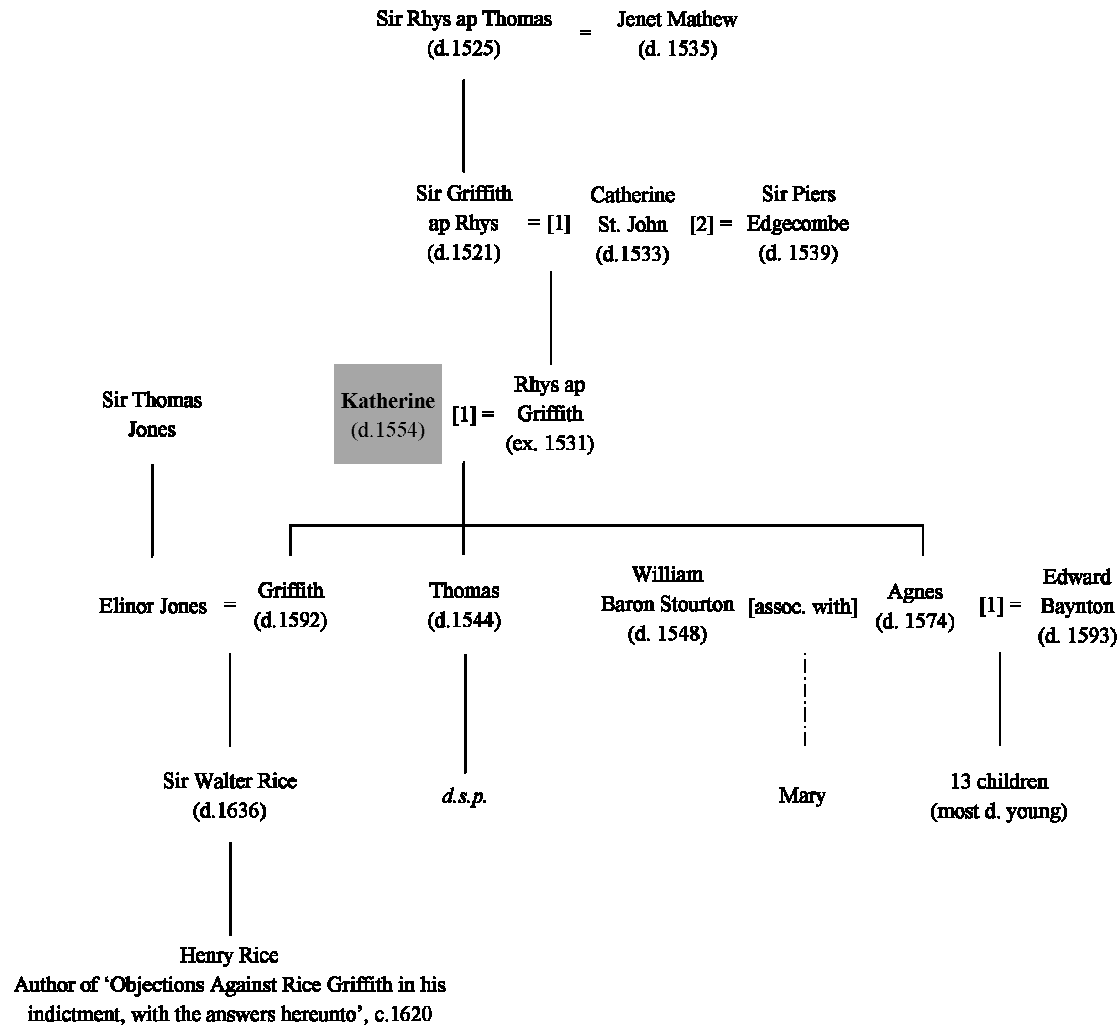 Sir Rhys ap Thomas
(d.1525)
=
Jenet Mathew
(d. 1535)
Sir Griffith
ap Rhys
(d.1521)
= [1]
Catherine
St. John
(d.1533)
[2] =
Sir Piers
Edgecombe
(d. 1539)
Sir Thomas
Jones
Katherine
(d.1554)
[1] =
Rhys ap
Griffith
(ex. 1531)
Elinor Jones
=
Griffith
(d.1592)
Thomas
(d.1544)
William
Baron Stourton
(d. 1548)
[assoc. with]
Agnes
(d. 1574)
[1] =
Edward
Baynton
(d. 1593)
Sir Walter Rice
(d.1636)
d.s.p.
Mary
13 children
(most d. young)
Henry Rice
Author of ‘Objections Against Rice Griffith in his
indictment, with the answers hereunto’, c.1620